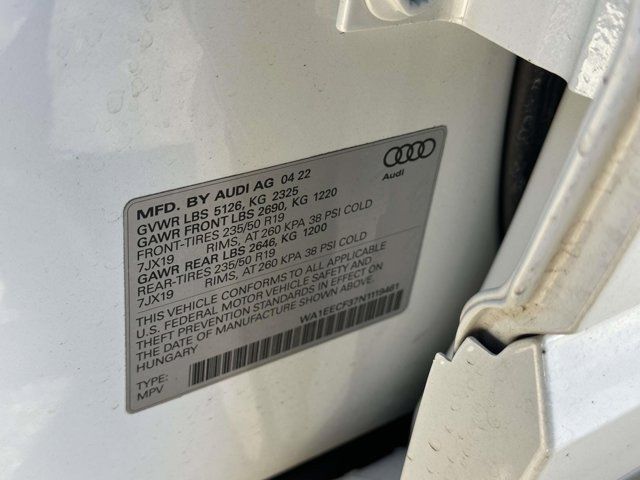 MFD. BY AUDI AG 04 22
Audi
GVWR LBS 5126, KG 2325
GAWR FRONT LBS 2690, KG 1220
FRONT-TIRES 235/50 R19
7JX19 RIMS, AT 260 KPA 38 PSI COLD
GAWR REAR LBS 2646, KG 1200
REAR-TIRES 235/50 R19
7JX19 RIMS, AT 260 KPA 38 PSI COLD
THIS VEHICLE CONFORMS TO ALL APPLICABLE
U.S. FEDERAL MOTOR VEHICLE SAFETY AND
THEFT PREVENTION STANDARDS IN EFFECT ON
THE DATE OF MANUFACTURE SHOWN ABOVE.
HUNGARY WA1EECF37N1119461
TYPE:
MPV